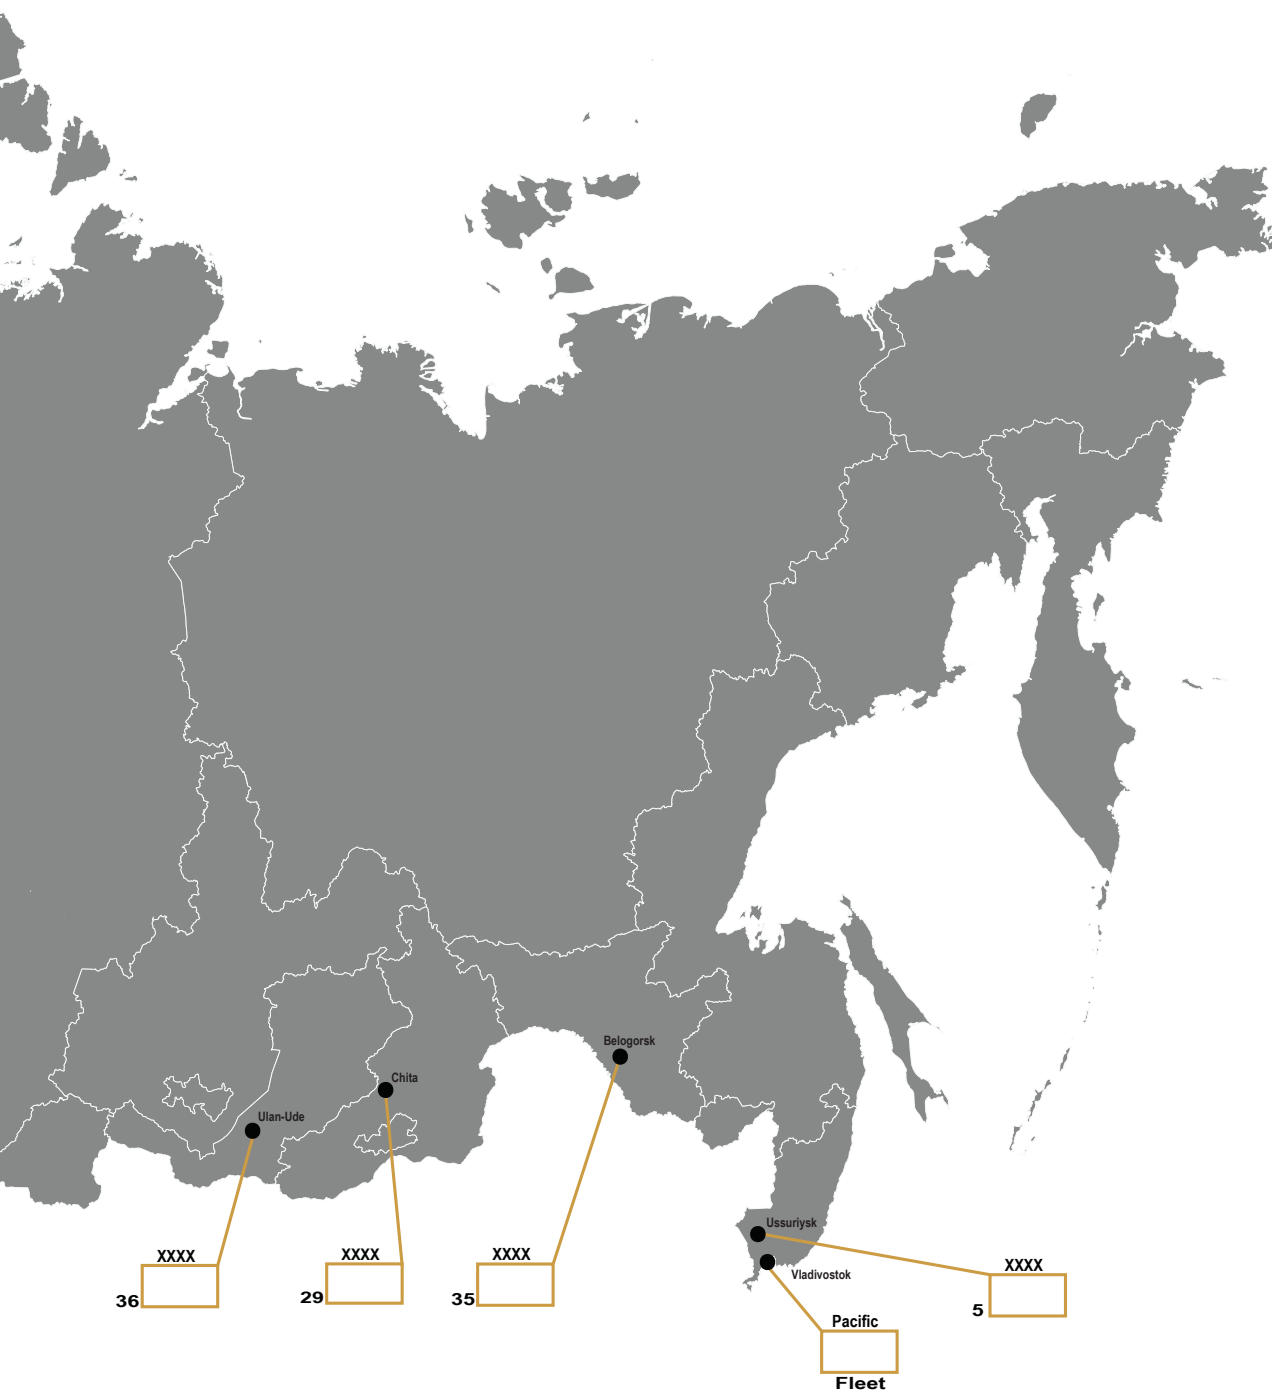 Belogorsk
Chita
Ulan-Ude
Ussuriysk
Vladivostok
XXXX
36
XXXX
29
XXXX
35
XXXX
5
Pacific
Fleet